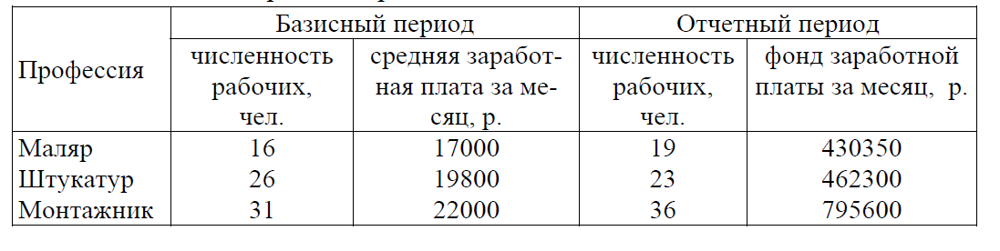 Профессия
Базисный период
Отчетный период
численность рабочих, чел.
средняя заработ-
ная плата за ме-
сяц, р.
численность рабочих, чел.
фонд заработной платы за месяц, р.
Маляр 16 17000 19 430350
Штукатур 26 19800 23 462300
Монтажник 31 22000 36 795600